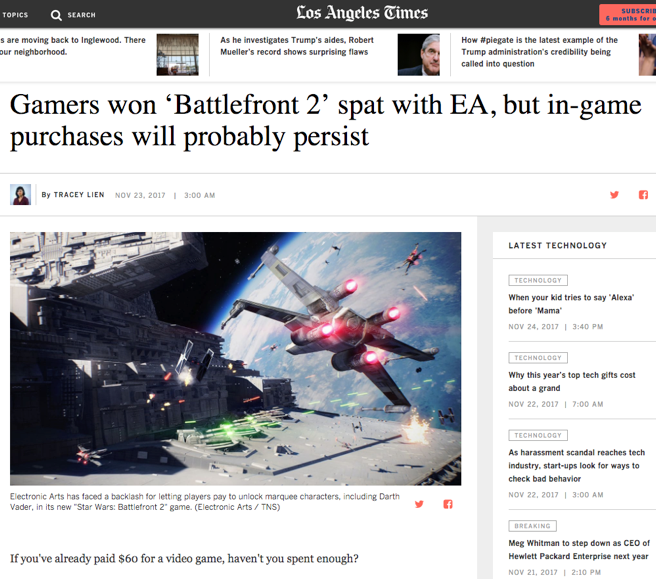 TOPICS
SEARCH
Los Angeles Times
SUBSCRIB
6 months for
s are moving back to Inglewood. There
our neighborhood.
As he investigates Trump's aides, Robert
Mueller's record shows surprising flaws
How #piegate is the latest example of the
Trump administration's credibility being
called into question
Gamers won ‘Battlefront 2’ spat with EA, but in-game
purchases will probably persist
By TRACEY LIEN NOV 23, 2017 | 3:00 AM
LATEST TECHNOLOGY
TECHNOLOGY
When your kid tries to say 'Alexa'
before 'Mama'
NOV 24, 2017 | 3:40 PM
TECHNOLOGY
Why this year's top tech gifts cost
about a grand
NOV 22, 2017 | 7:00 AM
TECHNOLOGY
As harassment scandal reaches tech
industry, start-ups look for ways to
check bad behavior
NOV 22, 2017 | 3:00 AM
BREAKING
Meg Whitman to step down as CEO of
Hewlett Packard Enterprise next year
NOV 21, 2017 | 2:10 PM
Electronic Arts has faced a backlash for letting players pay to unlock marquee characters, including Darth
Vader, in its new "Star Wars: Battlefront 2" game. (Electronic Arts / TNS)
If you've already paid $60 for a video game, haven't you spent enough?